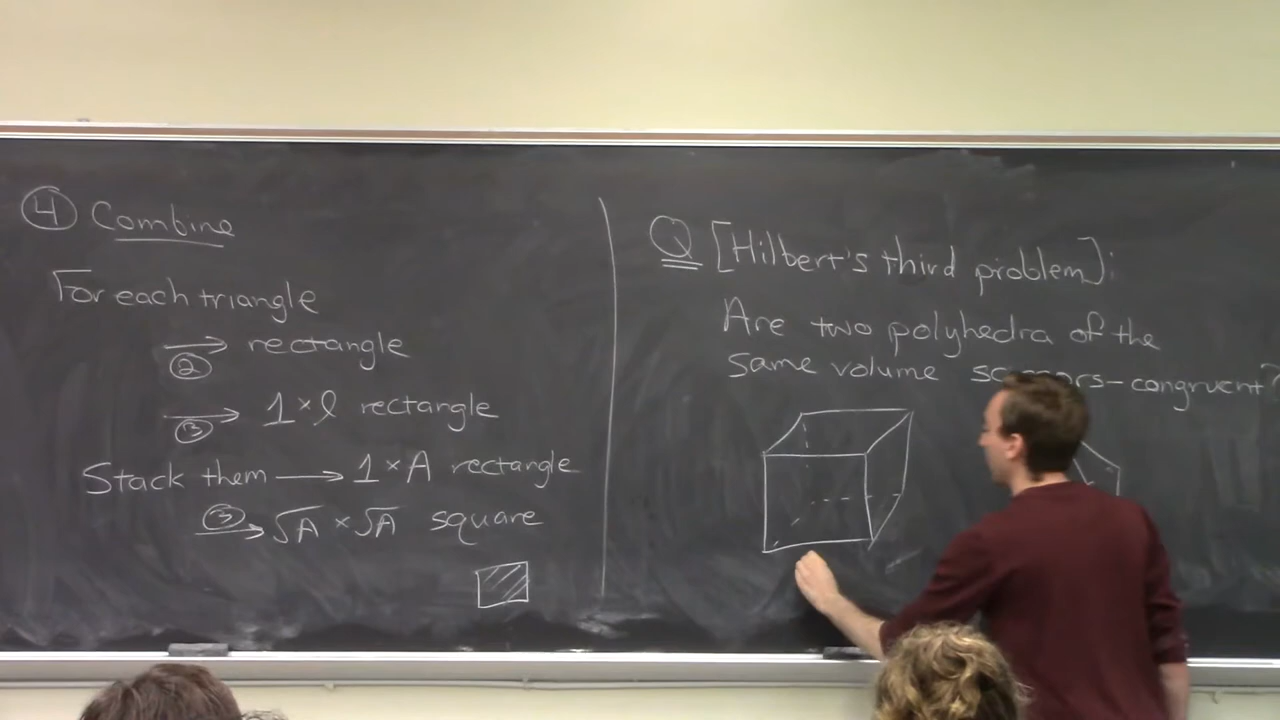 ④ Combine
For each triangle
② → rectangle
③ → 1 × l rectangle
Stack them → 1 × A rectangle
③ → √A × √A square
Q [Hilbert's third problem]:
Are two polyhedra of the
same volume -congruent?